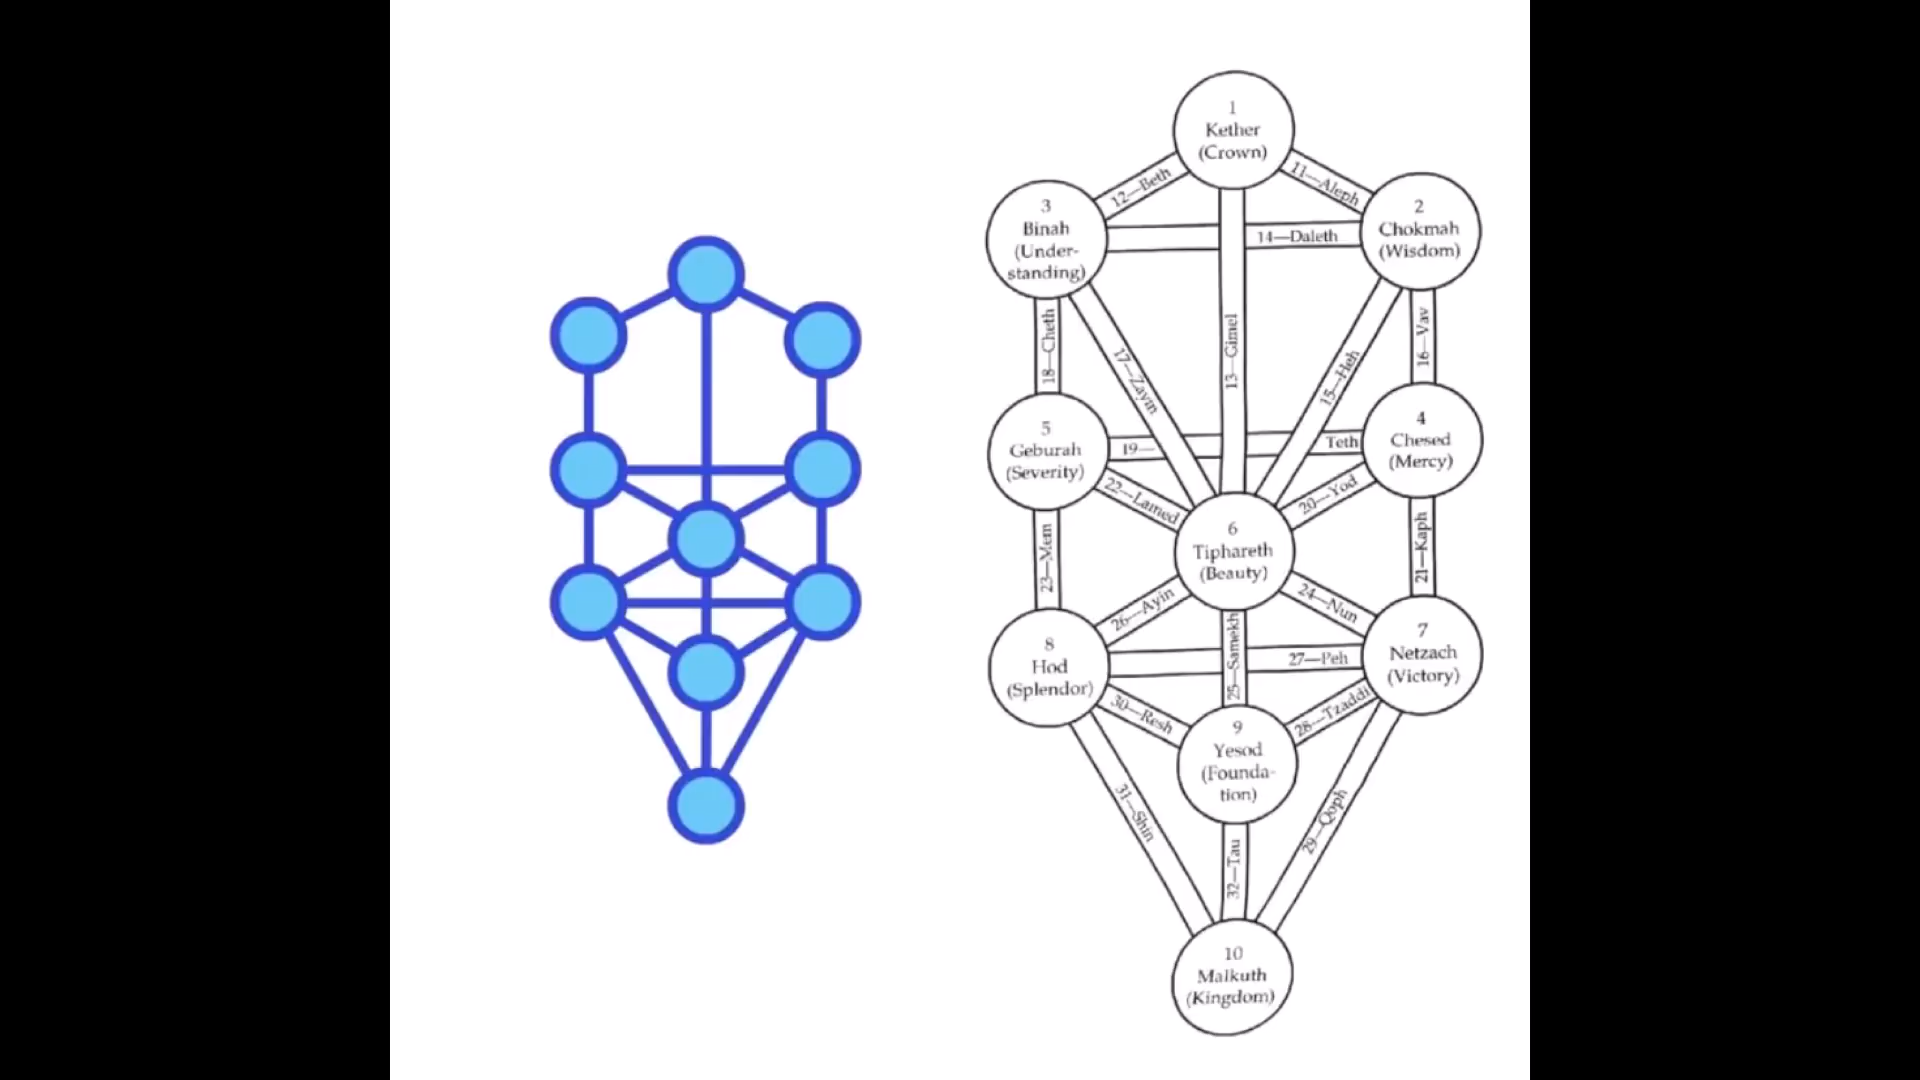 1
Kether
(Crown)
12—Beth
11—Aleph
3
Binah
(Under-
standing)
2
Chokmah
(Wisdom)
14—Daleth
18—Cheth
17—Zayin
13—Gimel
15—Heh
16—Vav
5
Geburah
(Severity)
19—
Teth
4
Chesed
(Mercy)
22—Lamed
20—Yod
6
Tiphareth
(Beauty)
23—Mem
21—Kaph
26—Ayin
24—Nun
8
Hod
(Splendor)
25—Samekh
27—Peh
7
Netzach
(Victory)
30—Resh
28—Tzaddi
9
Yesod
(Founda-
tion)
31—Shin
32—Tau
29—Qoph
10
Malkuth
(Kingdom)